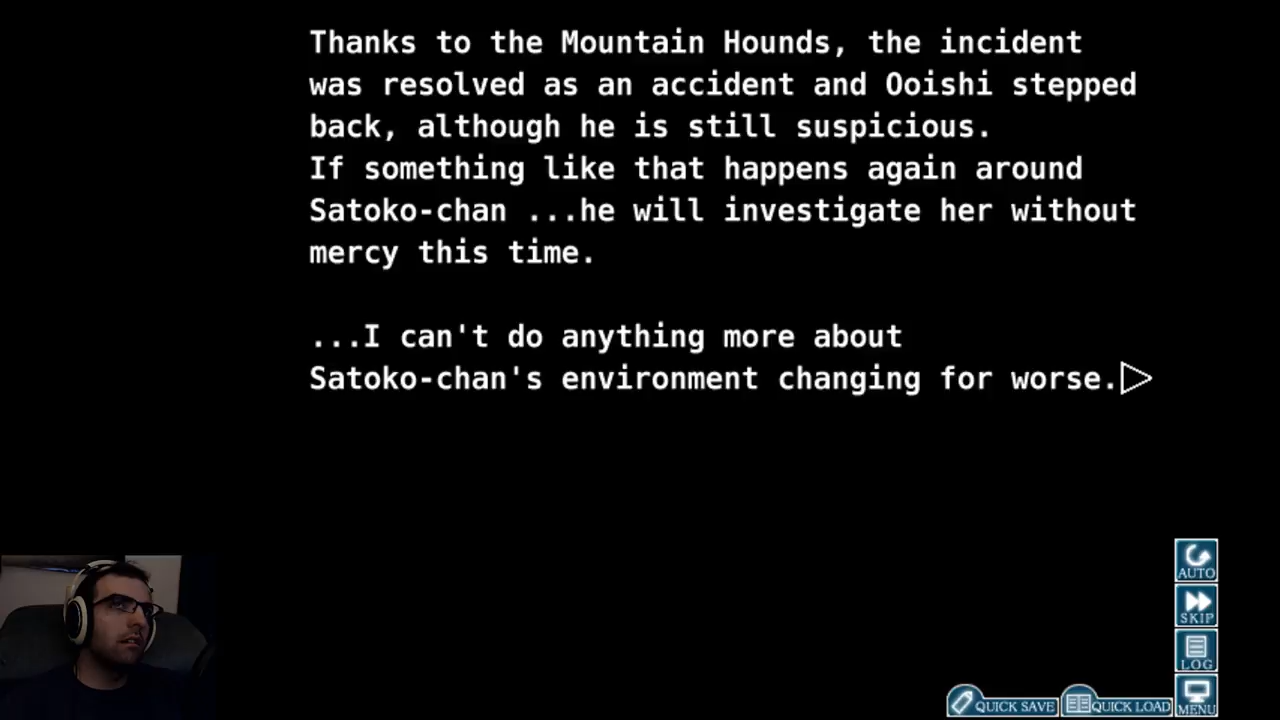 Thanks to the Mountain Hounds, the incident
was resolved as an accident and Ooishi stepped
back, although he is still suspicious.
If something like that happens again around
Satoko-chan ...he will investigate her without
mercy this time.
...I can't do anything more about
Satoko-chan's environment changing for worse.
AUTO
SKIP
LOG
MENU
QUICK SAVE
QUICK LOAD